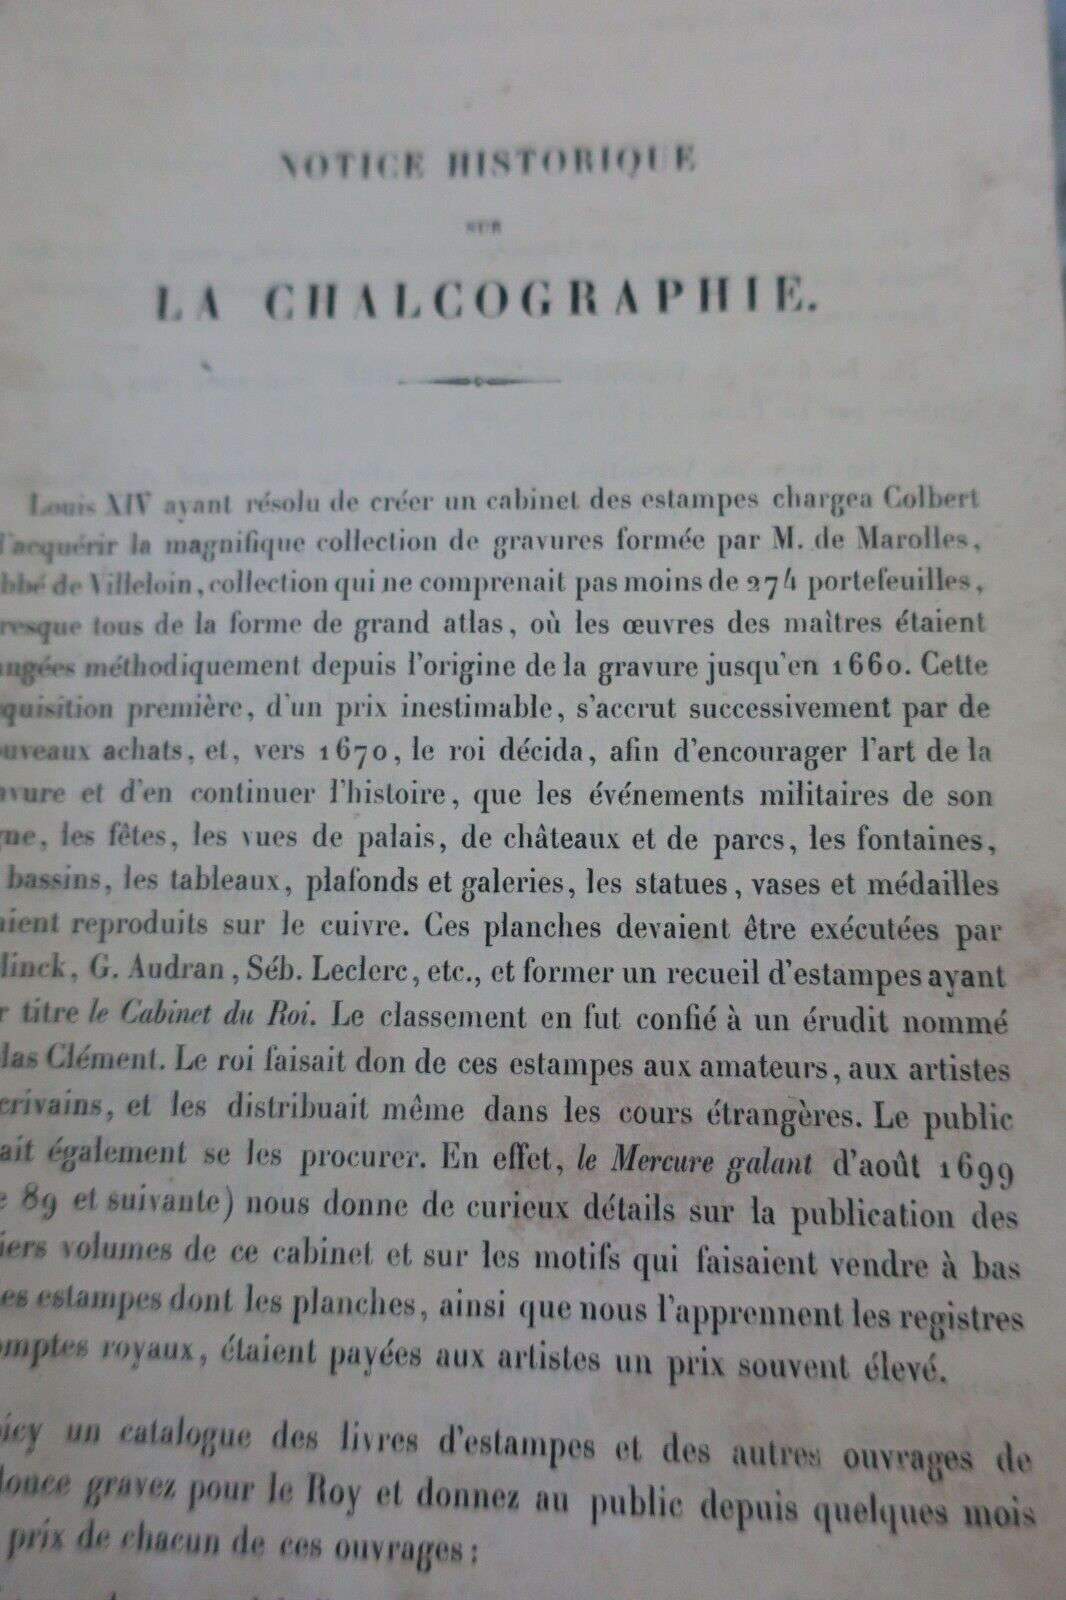 NOTICE HISTORIQUE
SUR
LA CHALCOGRAPHIE.
Louis XIV ayant résolu de créer un cabinet des estampes chargea Colbert
d'acquérir la magnifique collection de gravures formée par M. de Marolles,
bbé de Villeloin, collection qui ne comprenait pas moins de 274 portefeuilles,
resque tous de la forme de grand atlas, où les œuvres des maîtres étaient
ngées méthodiquement depuis l'origine de la gravure jusqu'en 1660. Cette
quisition première, d'un prix inestimable, s'accrut successivement par de
ouveaux achats, et, vers 1670, le roi décida, afin d'encourager l'art de la
avure et d'en continuer l'histoire, que les événements militaires de son
gne, les fêtes, les vues de palais, de châteaux et de parcs, les fontaines,
bassins, les tableaux, plafonds et galeries, les statues, vases et médailles
aient reproduits sur le cuivre. Ces planches devaient être exécutées par
linck, G. Audran, Séb. Leclerc, etc., et former un recueil d'estampes ayant
r titre le Cabinet du Roi. Le classement en fut confié à un érudit nommé
las Clément. Le roi faisait don de ces estampes aux amateurs, aux artistes
crivains, et les distribuait même dans les cours étrangères. Le public
ait également se les procurer. En effet, le Mercure galant d'août 1699
e 89 et suivante) nous donne de curieux détails sur la publication des
iers volumes de ce cabinet et sur les motifs qui faisaient vendre à bas
es estampes dont les planches, ainsi que nous l'apprennent les registres
omptes royaux, étaient payées aux artistes un prix souvent élevé.
oicy un catalogue des livres d'estampes et des autres ouvrages de
douce gravez pour le Roy et donnez au public depuis quelques mois
prix de chacun de ces ouvrages :